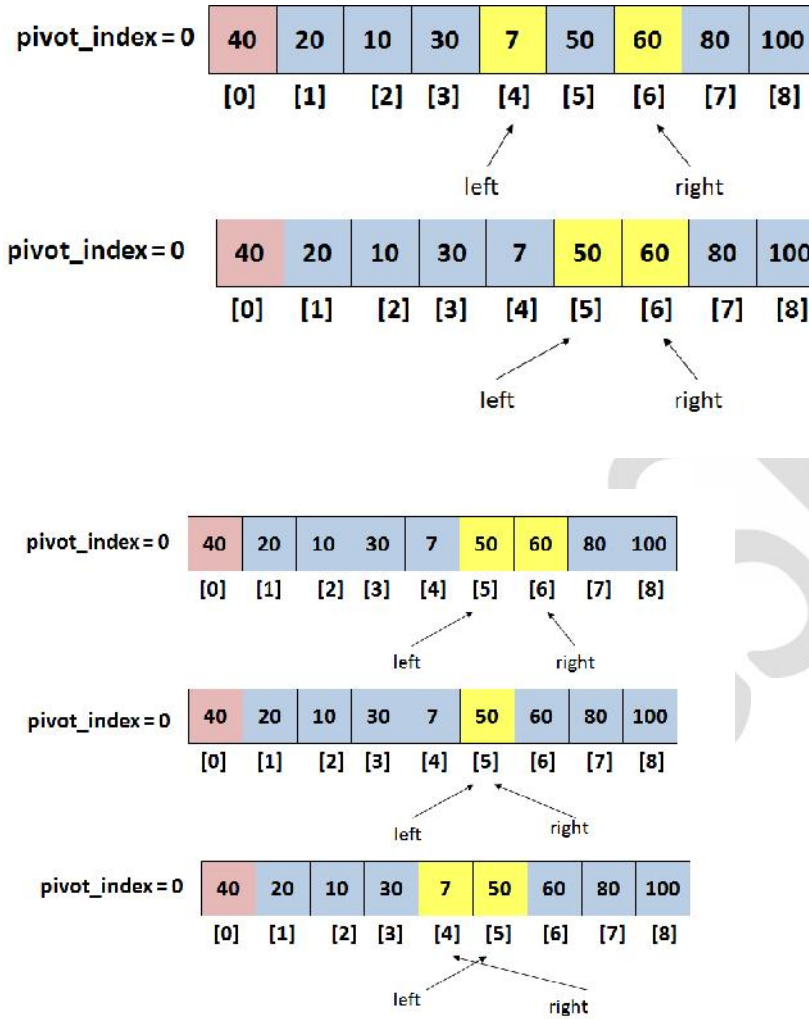 pivot_index = 0 40 20 10 30 7 50 60 80 100
[0] [1] [2] [3] [4] [5] [6] [7] [8]
left right
pivot_index = 0 40 20 10 30 7 50 60 80 100
[0] [1] [2] [3] [4] [5] [6] [7] [8]
left right
pivot_index = 0 40 20 10 30 7 50 60 80 100
[0] [1] [2] [3] [4] [5] [6] [7] [8]
left right
pivot_index = 0 40 20 10 30 7 50 60 80 100
[0] [1] [2] [3] [4] [5] [6] [7] [8]
left right
pivot_index = 0 40 20 10 30 7 50 60 80 100
[0] [1] [2] [3] [4] [5] [6] [7] [8]
left right